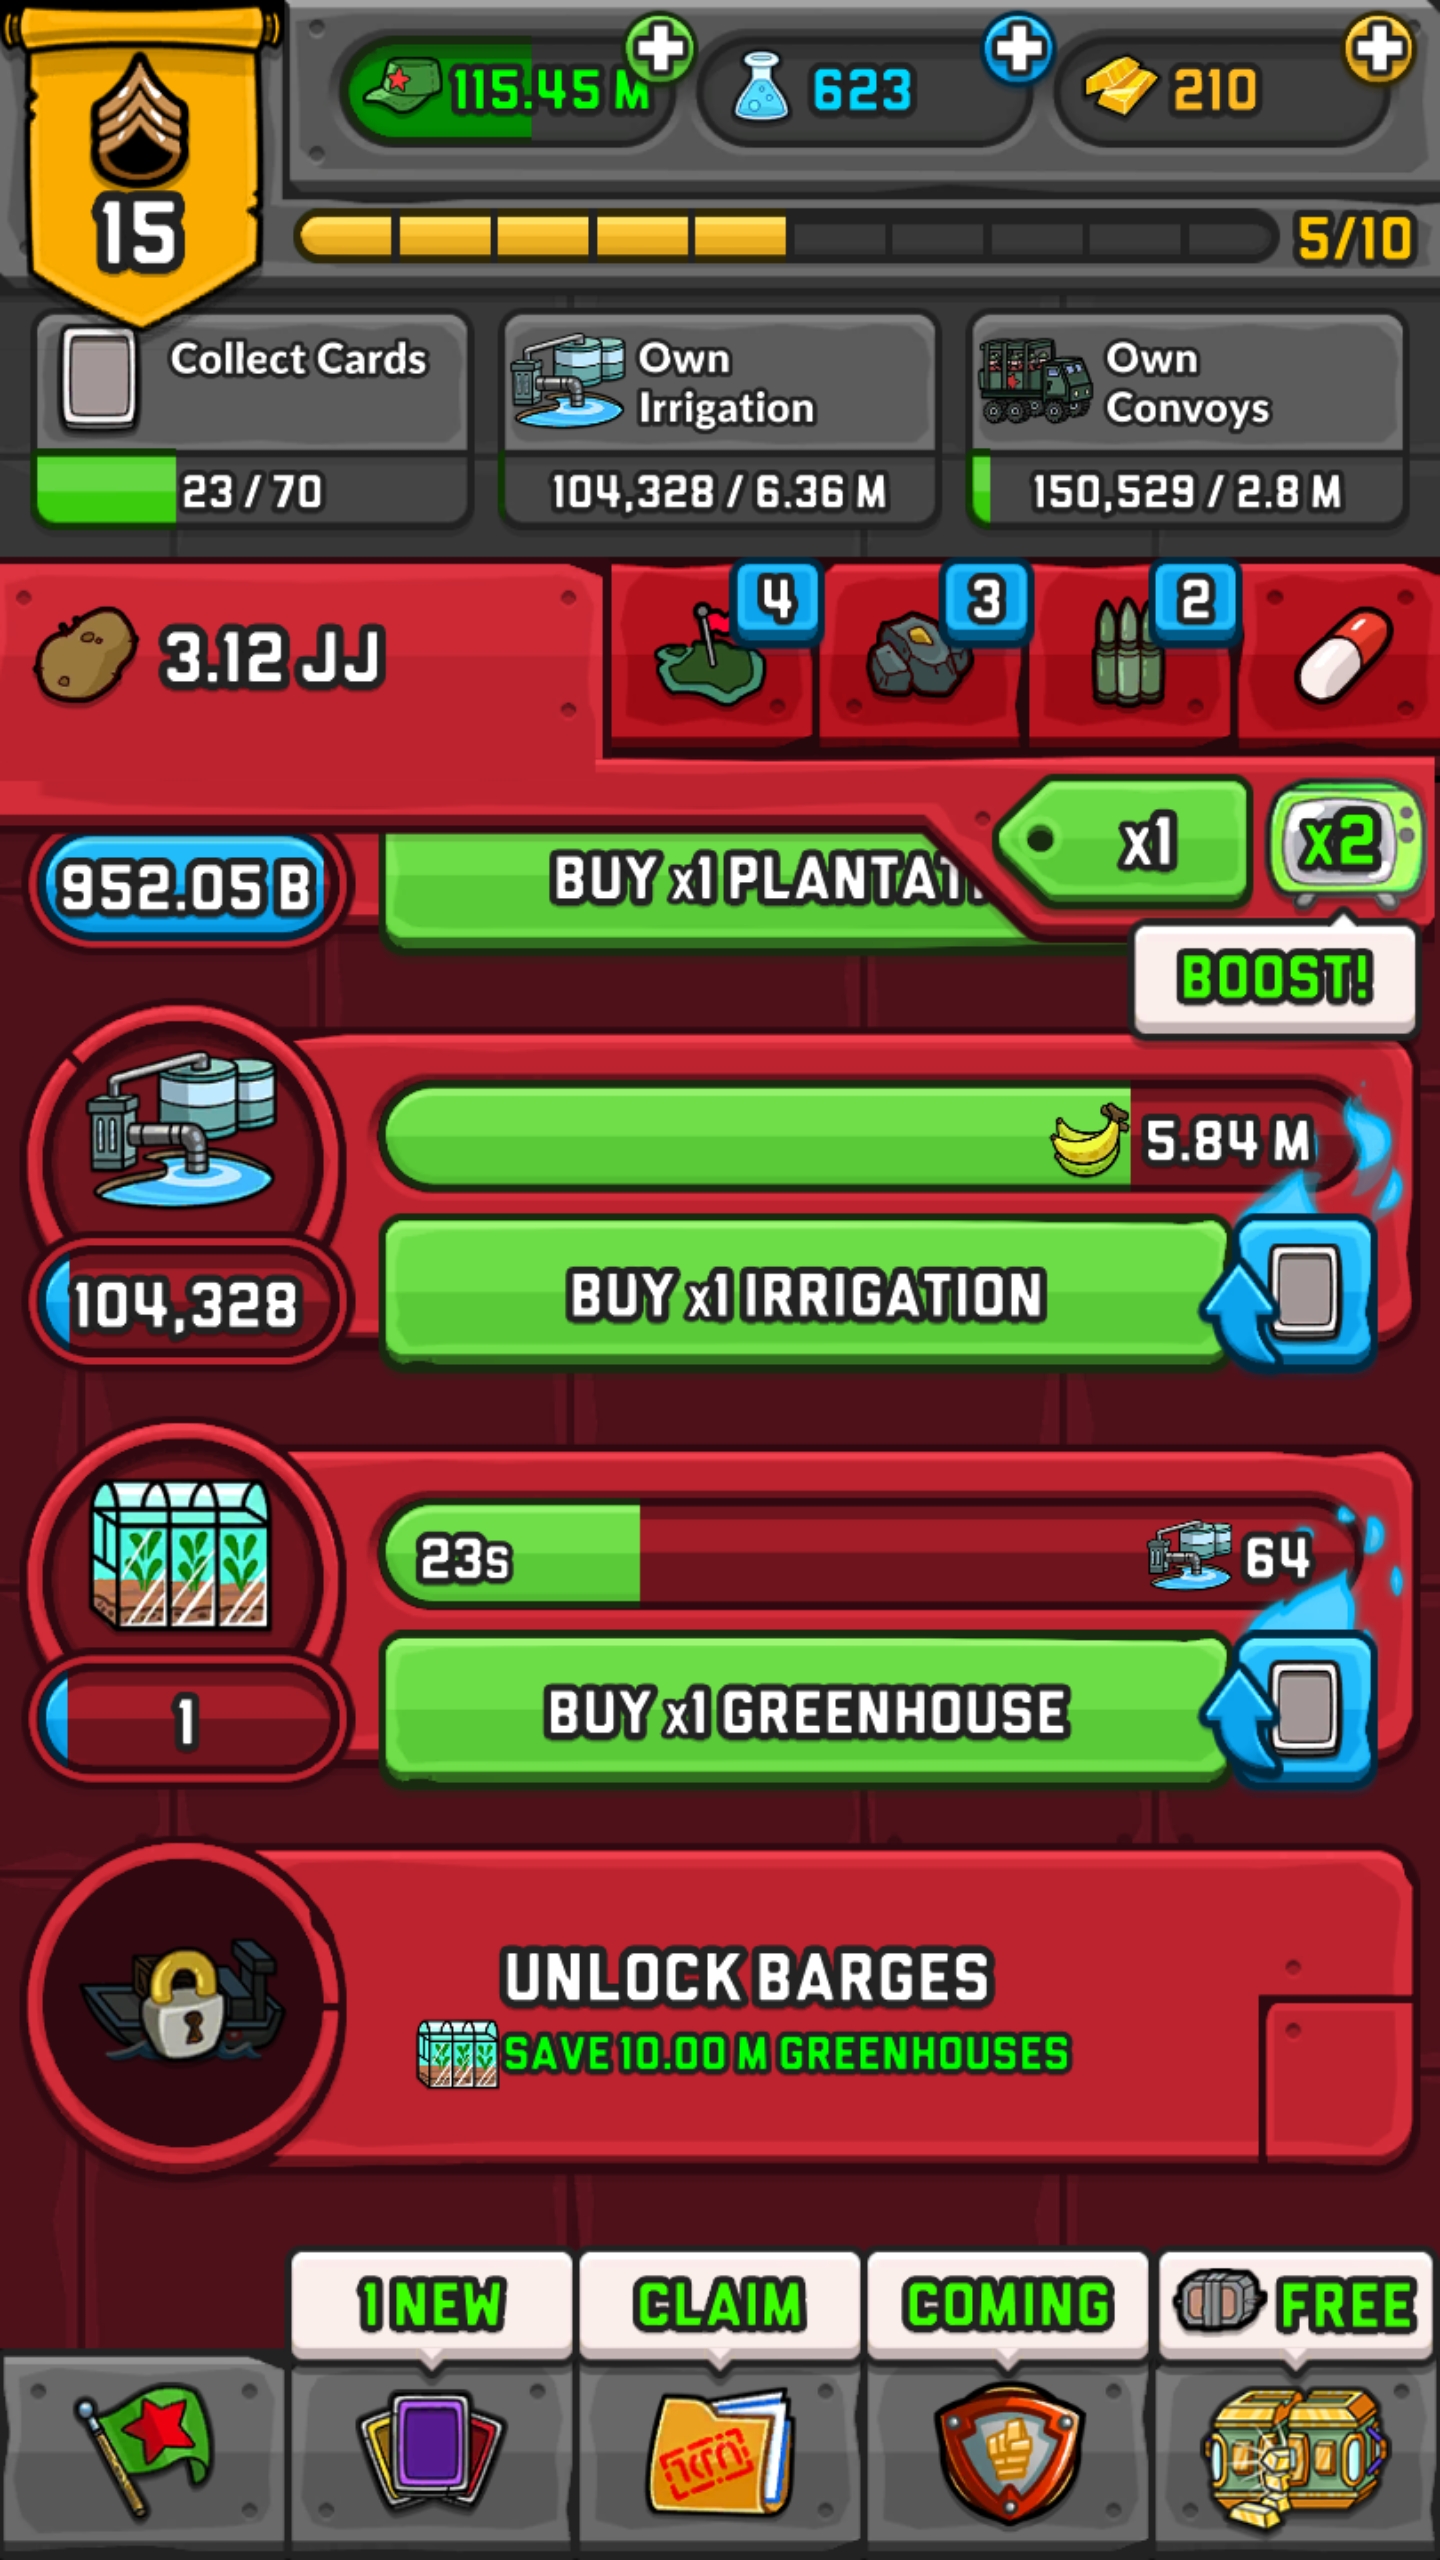 115.45 M
623
210
15
5/10
Collect Cards
23 / 70
Own
Irrigation
104,328 / 6.36 M
Own
Convoys
150,529 / 2.8 M
3.12 JJ
4
3
2
x1
x2
BOOST!
952.05 B
BUY x1
5.84 M
104,328
BUY x1 IRRIGATION
23s
64
1
BUY x1 GREENHOUSE
UNLOCK BARGES
SAVE 10.00 M GREENHOUSES
1 NEW
CLAIM
COMING
FREE